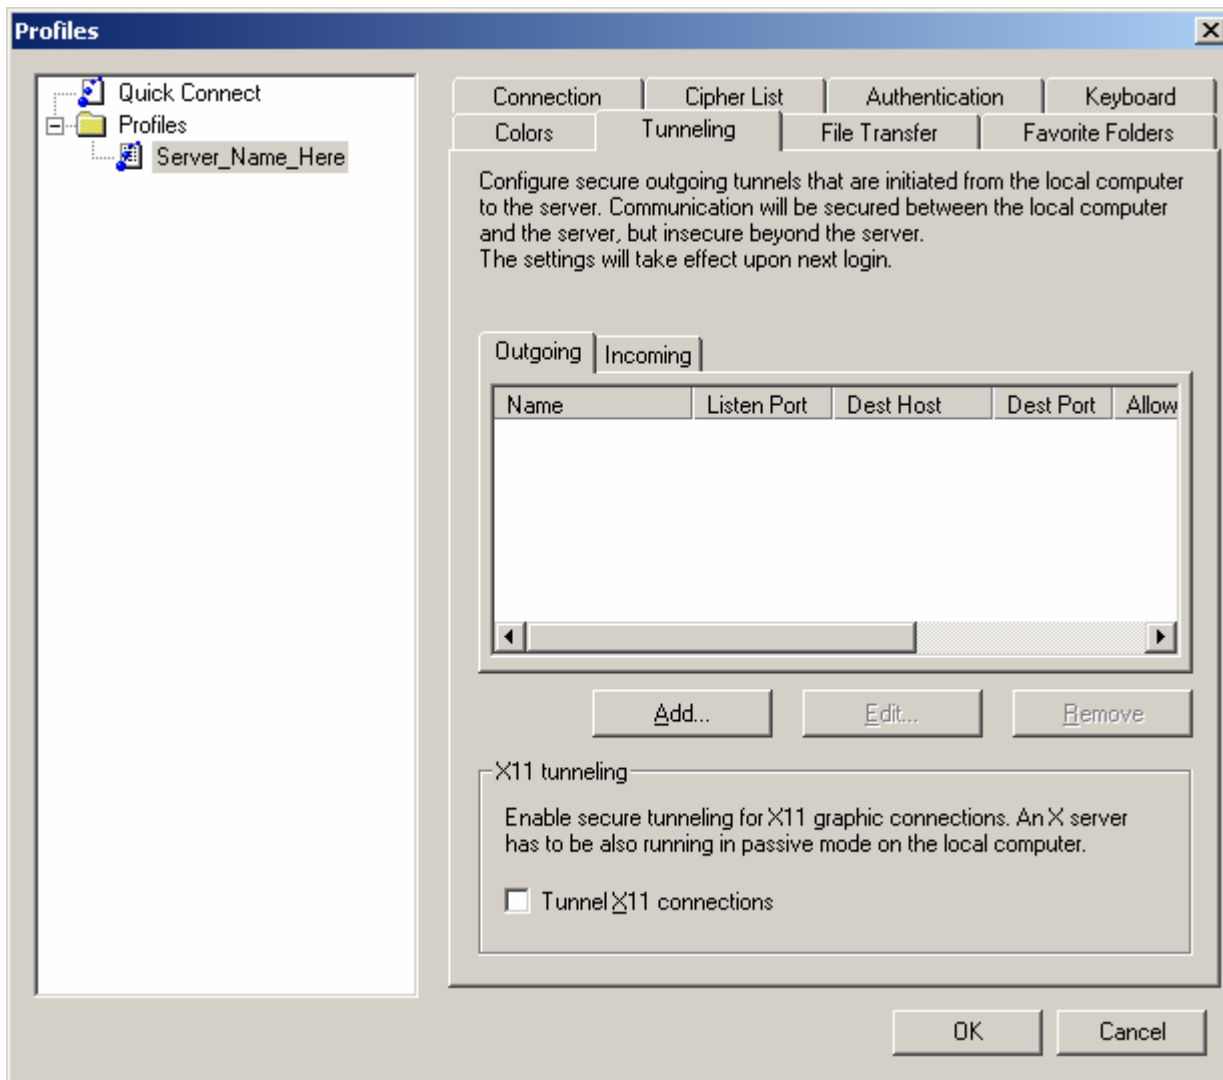 Profiles
Quick Connect
Profiles
Server_Name_Here
Connection
Cipher List
Authentication
Keyboard
Colors
Tunneling
File Transfer
Favorite Folders
Configure secure outgoing tunnels that are initiated from the local computer
to the server. Communication will be secured between the local computer
and the server, but insecure beyond the server.
The settings will take effect upon next login.
Outgoing
Incoming
Name
Listen Port
Dest Host
Dest Port
Allow
Add...
Edit...
Remove
X11 tunneling
Enable secure tunneling for X11 graphic connections. An X server
has to be also running in passive mode on the local computer.
Tunnel X11 connections
OK
Cancel